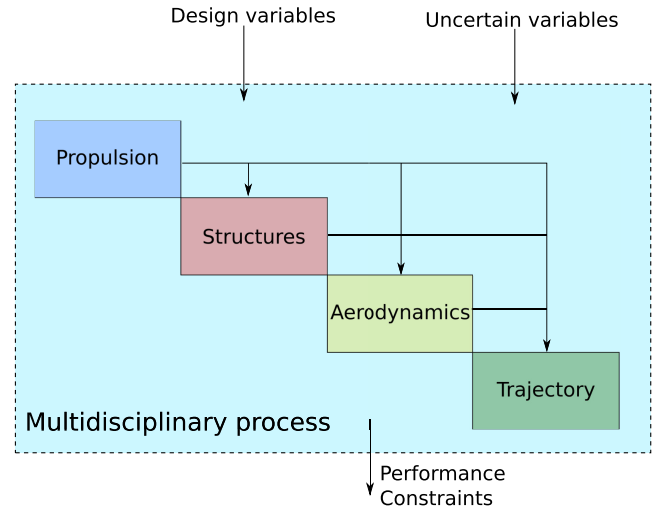 Design variables
Uncertain variables
Propulsion
Structures
Aerodynamics
Trajectory
Multidisciplinary process
Performance
Constraints